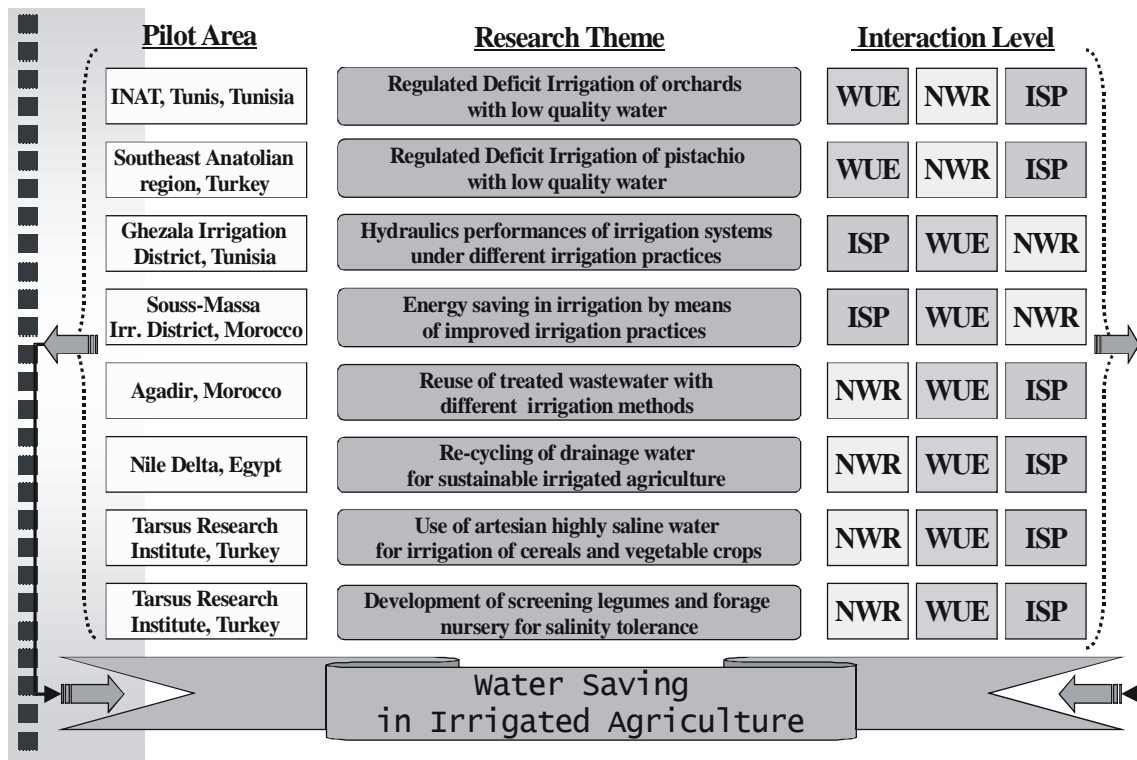 Pilot Area Research Theme Interaction Level
INAT, Tunis, Tunisia
Regulated Deficit Irrigation of orchards
with low quality water
WUE NWR ISP
Southeast Anatolian
region, Turkey
Regulated Deficit Irrigation of pistachio
with low quality water
WUE NWR ISP
Ghezala Irrigation
District, Tunisia
Hydraulics performances of irrigation systems
under different irrigation practices
ISP WUE NWR
Souss-Massa
Irr. District, Morocco
Energy saving in irrigation by means
of improved irrigation practices
ISP WUE NWR
Agadir, Morocco
Reuse of treated wastewater with
different irrigation methods
NWR WUE ISP
Nile Delta, Egypt
Re-cycling of drainage water
for sustainable irrigated agriculture
NWR WUE ISP
Tarsus Research
Institute, Turkey
Use of artesian highly saline water
for irrigation of cereals and vegetable crops
NWR WUE ISP
Tarsus Research
Institute, Turkey
Development of screening legumes and forage
nursery for salinity tolerance
NWR WUE ISP
Water Saving
in Irrigated Agriculture